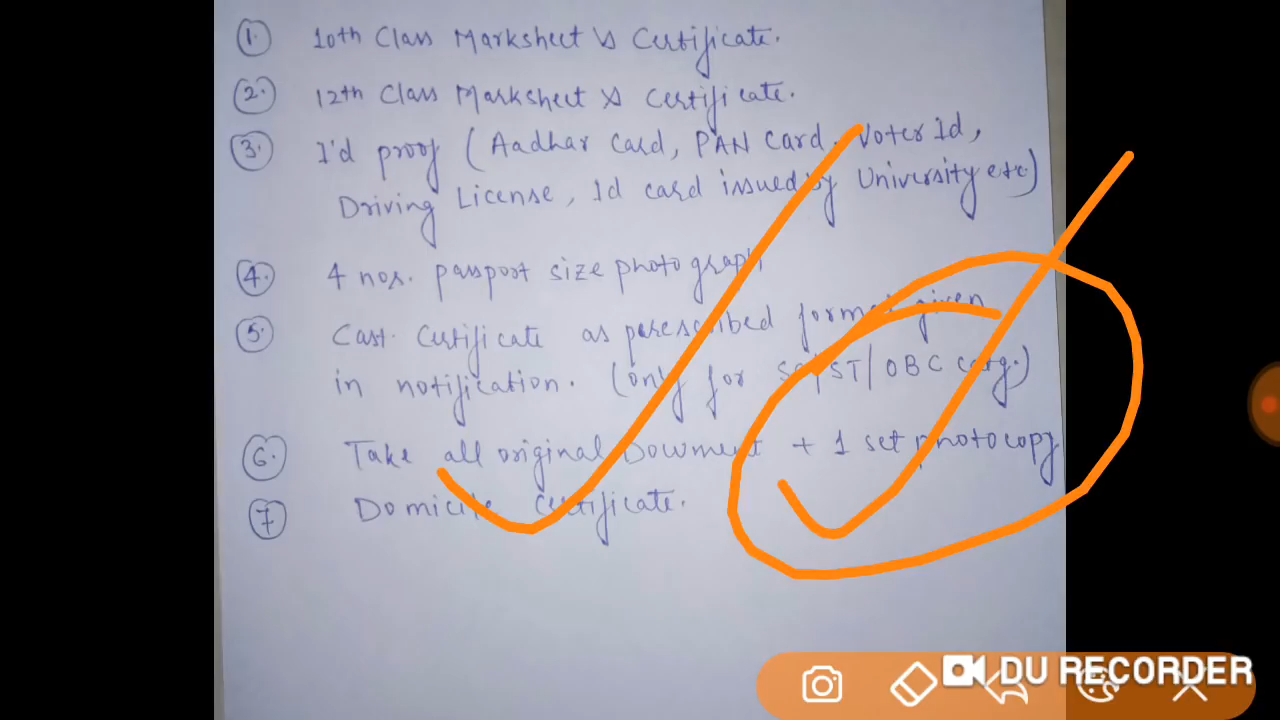 1. 10th Class Marksheet & Certificate.
2. 12th Class Marksheet & Certificate.
3. I'd proof (Aadhar Card, PAN Card, Voter Id,
Driving License, Id card issued by University etc)
4. 4 nos. passport size photograph
5. Cast Certificate as perescribed format given
in notification. (only for SC/ST/OBC catg.)
6. Take all original Document + 1 set photocopy
7 Domicile certificate.
DU RECORDER